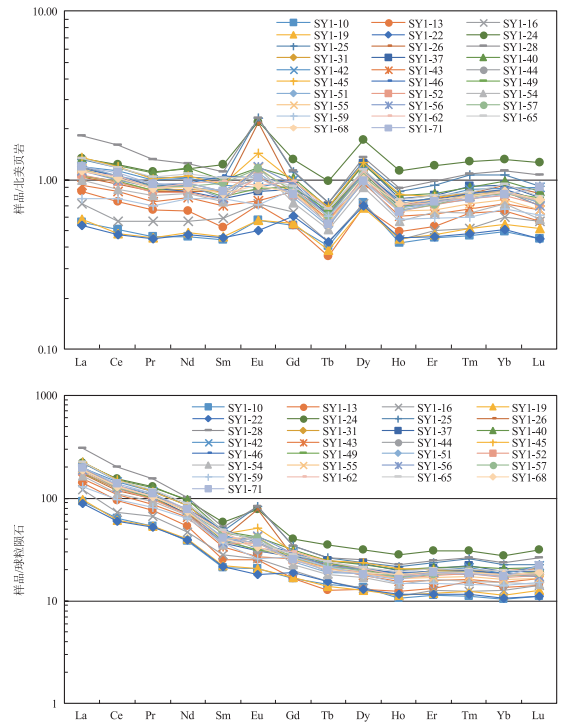 10.00
SY1-10 SY1-13 SY1-16
SY1-19 SY1-22 SY1-24
SY1-25 SY1-26 SY1-28
SY1-31 SY1-37 SY1-40
SY1-42 SY1-43 SY1-44
SY1-45 SY1-46 SY1-49
SY1-51 SY1-52 SY1-54
SY1-55 SY1-56 SY1-57
SY1-59 SY1-62 SY1-65
SY1-68 SY1-71
样品/北美页岩
1.00
0.10
La Ce Pr Nd Sm Eu Gd Tb Dy Ho Er Tm Yb Lu
1000
SY1-10 SY1-13 SY1-16 SY1-19
SY1-22 SY1-24 SY1-25 SY1-26
SY1-28 SY1-31 SY1-37 SY1-40
SY1-42 SY1-43 SY1-44 SY1-45
SY1-46 SY1-49 SY1-51 SY1-52
SY1-54 SY1-55 SY1-56 SY1-57
SY1-59 SY1-62 SY1-65 SY1-68
SY1-71
100
样品/球粒陨石
10
1
La Ce Pr Nd Sm Eu Gd Tb Dy Ho Er Tm Yb Lu